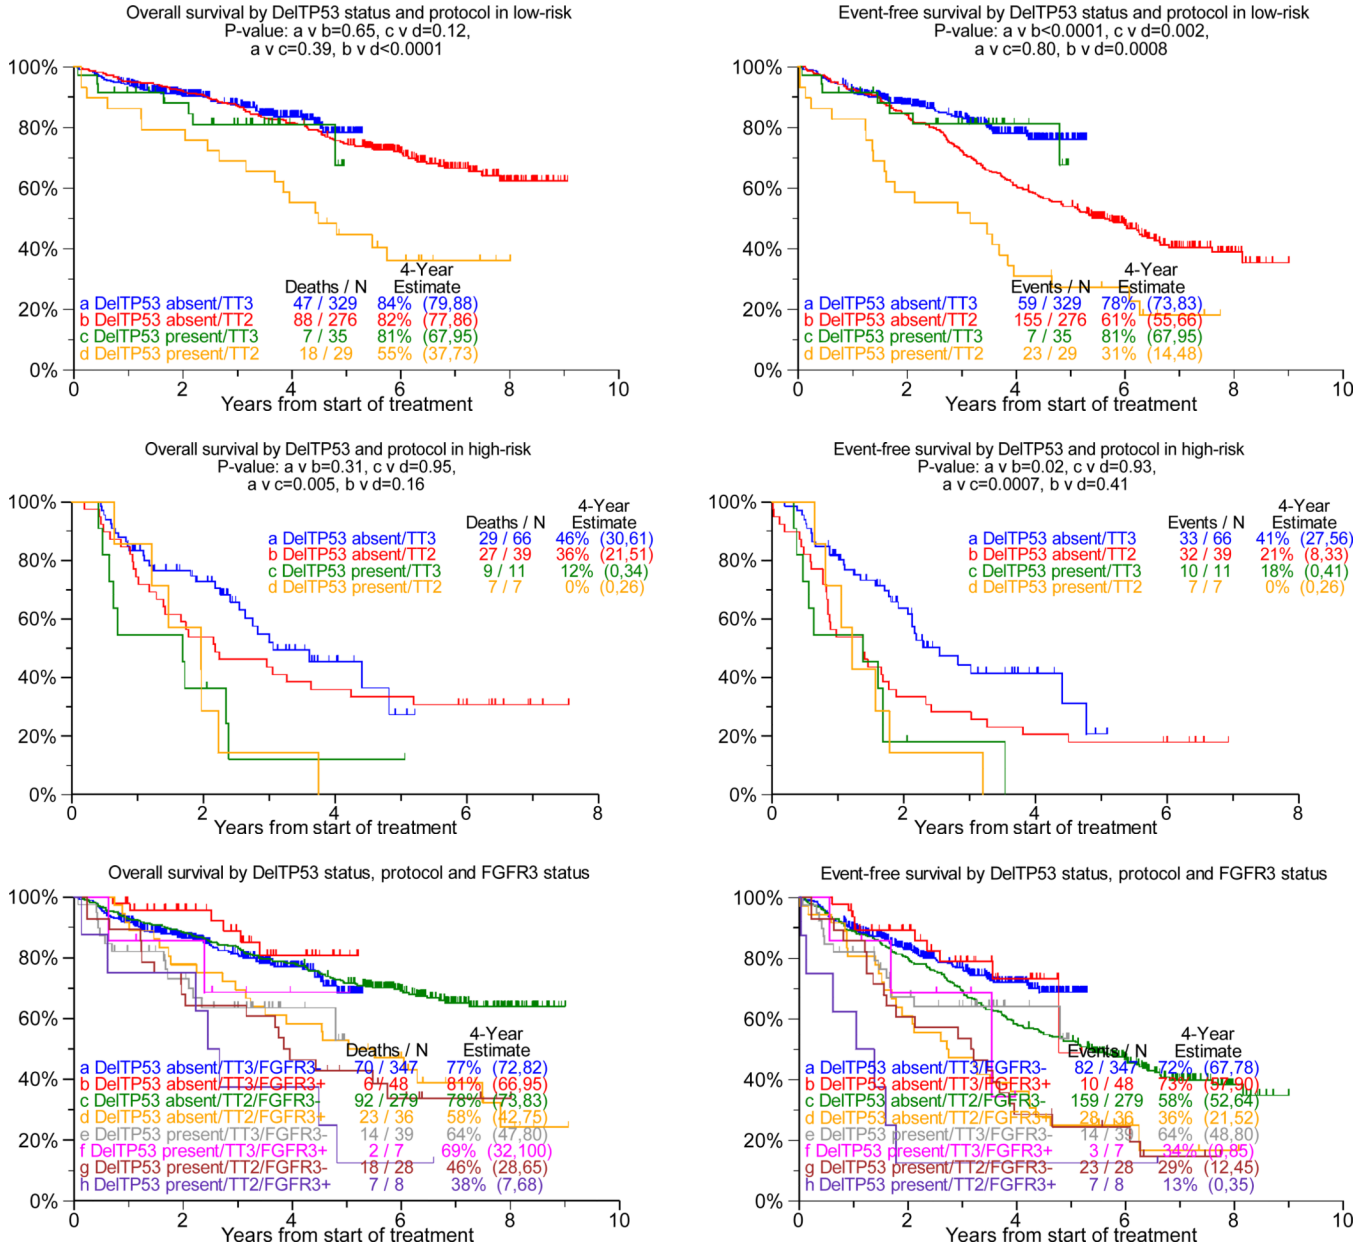 Overall survival by DelTP53 status and protocol in low-risk
P-value: a v b=0.65, c v d=0.12,
a v c=0.39, b v d<0.0001
100%
80%
60%
40%
20%
0%
4-Year
Deaths / N Estimate
a DelTP53 absent/TT3 47 / 329 84% (79,88)
b DelTP53 absent/TT2 88 / 276 82% (77,86)
c DelTP53 present/TT3 7 / 35 81% (67,95)
d DelTP53 present/TT2 18 / 29 55% (37,73)
0 2 4 6 8 10
Years from start of treatment
Event-free survival by DelTP53 status and protocol in low-risk
P-value: a v b<0.0001, c v d=0.002,
a v c=0.80, b v d=0.0008
100%
80%
60%
40%
20%
0%
4-Year
Events / N Estimate
a DelTP53 absent/TT3 59 / 329 78% (73,83)
b DelTP53 absent/TT2 155 / 276 61% (55,66)
c DelTP53 present/TT3 7 / 35 81% (67,95)
d DelTP53 present/TT2 23 / 29 31% (14,48)
0 2 4 6 8 10
Years from start of treatment
Overall survival by DelTP53 and protocol in high-risk
P-value: a v b=0.31, c v d=0.95,
a v c=0.005, b v d=0.16
100%
80%
60%
40%
20%
0%
4-Year
Deaths / N Estimate
a DelTP53 absent/TT3 29 / 66 46% (30,61)
b DelTP53 absent/TT2 27 / 39 36% (21,51)
c DelTP53 present/TT3 9 / 11 12% (0,34)
d DelTP53 present/TT2 7 / 7 0% (0,26)
0 2 4 6 8
Years from start of treatment
Event-free survival by DelTP53 and protocol in high-risk
P-value: a v b=0.02, c v d=0.93,
a v c=0.0007, b v d=0.41
100%
80%
60%
40%
20%
0%
4-Year
Events / N Estimate
a DelTP53 absent/TT3 33 / 66 41% (27,56)
b DelTP53 absent/TT2 32 / 39 21% (8,33)
c DelTP53 present/TT3 10 / 11 18% (0,41)
d DelTP53 present/TT2 7 / 7 0% (0,26)
0 2 4 6 8
Years from start of treatment
Overall survival by DelTP53 status, protocol and FGFR3 status
100%
80%
60%
40%
20%
0%
4-Year
Deaths / N Estimate
a DelTP53 absent/TT3/FGFR3- 70 / 347 77% (72,82)
b DelTP53 absent/TT3/FGFR3+ 6 / 48 81% (66,95)
c DelTP53 absent/TT2/FGFR3- 92 / 279 78% (73,83)
d DelTP53 absent/TT2/FGFR3+ 23 / 36 58% (42,75)
e DelTP53 present/TT3/FGFR3- 14 / 39 64% (47,80)
f DelTP53 present/TT3/FGFR3+ 2 / 7 69% (32,100)
g DelTP53 present/TT2/FGFR3- 18 / 28 46% (28,65)
h DelTP53 present/TT2/FGFR3+ 7 / 8 38% (7,68)
0 2 4 6 8 10
Years from start of treatment
Event-free survival by DelTP53 status, protocol and FGFR3 status
100%
80%
60%
40%
20%
0%
4-Year
Events / N Estimate
a DelTP53 absent/TT3/FGFR3- 82 / 347 72% (67,78)
b DelTP53 absent/TT3/FGFR3+ 10 / 48 73% (57,90)
c DelTP53 absent/TT2/FGFR3- 159 / 279 58% (52,64)
d DelTP53 absent/TT2/FGFR3+ 28 / 36 36% (21,52)
e DelTP53 present/TT3/FGFR3- 14 / 39 64% (48,80)
f DelTP53 present/TT3/FGFR3+ 3 / 7 34% (0,85)
g DelTP53 present/TT2/FGFR3- 23 / 28 29% (12,45)
h DelTP53 present/TT2/FGFR3+ 7 / 8 13% (0,35)
0 2 4 6 8 10
Years from start of treatment